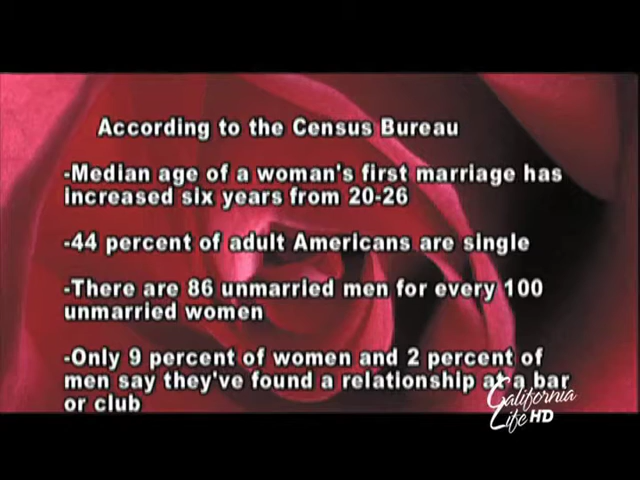 According to the Census Bureau
-Median age of a woman's first marriage has
increased six years from 20-26
-44 percent of adult Americans are single
-There are 86 unmarried men for every 100
unmarried women
-Only 9 percent of women and 2 percent of
men say they've found a relationship at a bar
or club
California
Life HD